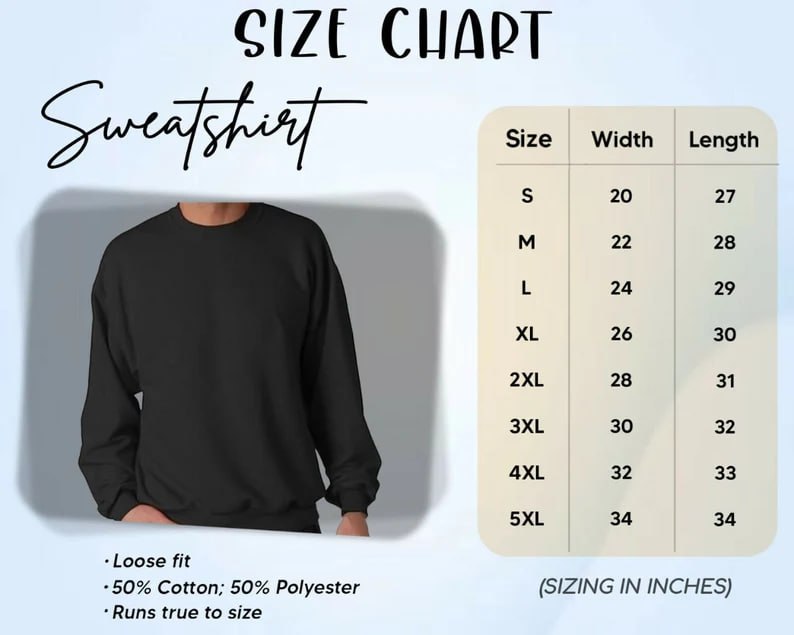 SIZE CHART
Sweatshirt
Size Width Length
S 20 27
M 22 28
L 24 29
XL 26 30
2XL 28 31
3XL 30 32
4XL 32 33
5XL 34 34
• Loose fit
• 50% Cotton; 50% Polyester
• Runs true to size
(SIZING IN INCHES)